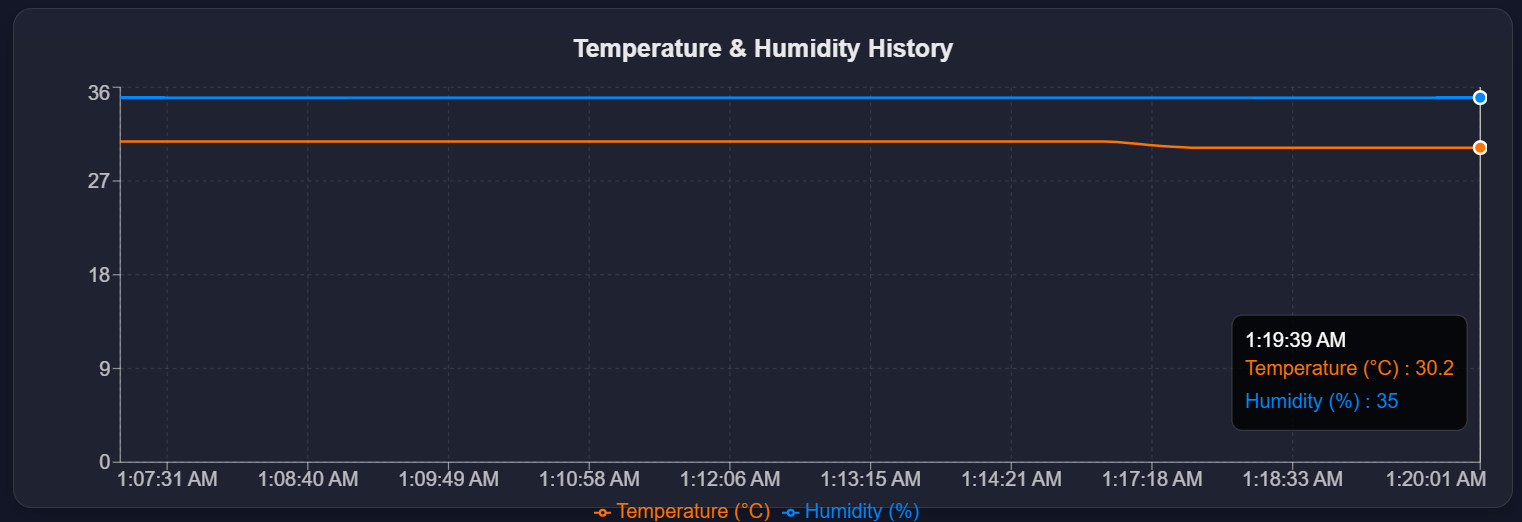 Temperature & Humidity History
36
27
18
9
0
1:19:39 AM
Temperature (°C) : 30.2
Humidity (%) : 35
1:07:31 AM 1:08:40 AM 1:09:49 AM 1:10:58 AM 1:12:06 AM 1:13:15 AM 1:14:21 AM 1:17:18 AM 1:18:33 AM 1:20:01 AM
Temperature (°C) Humidity (%)